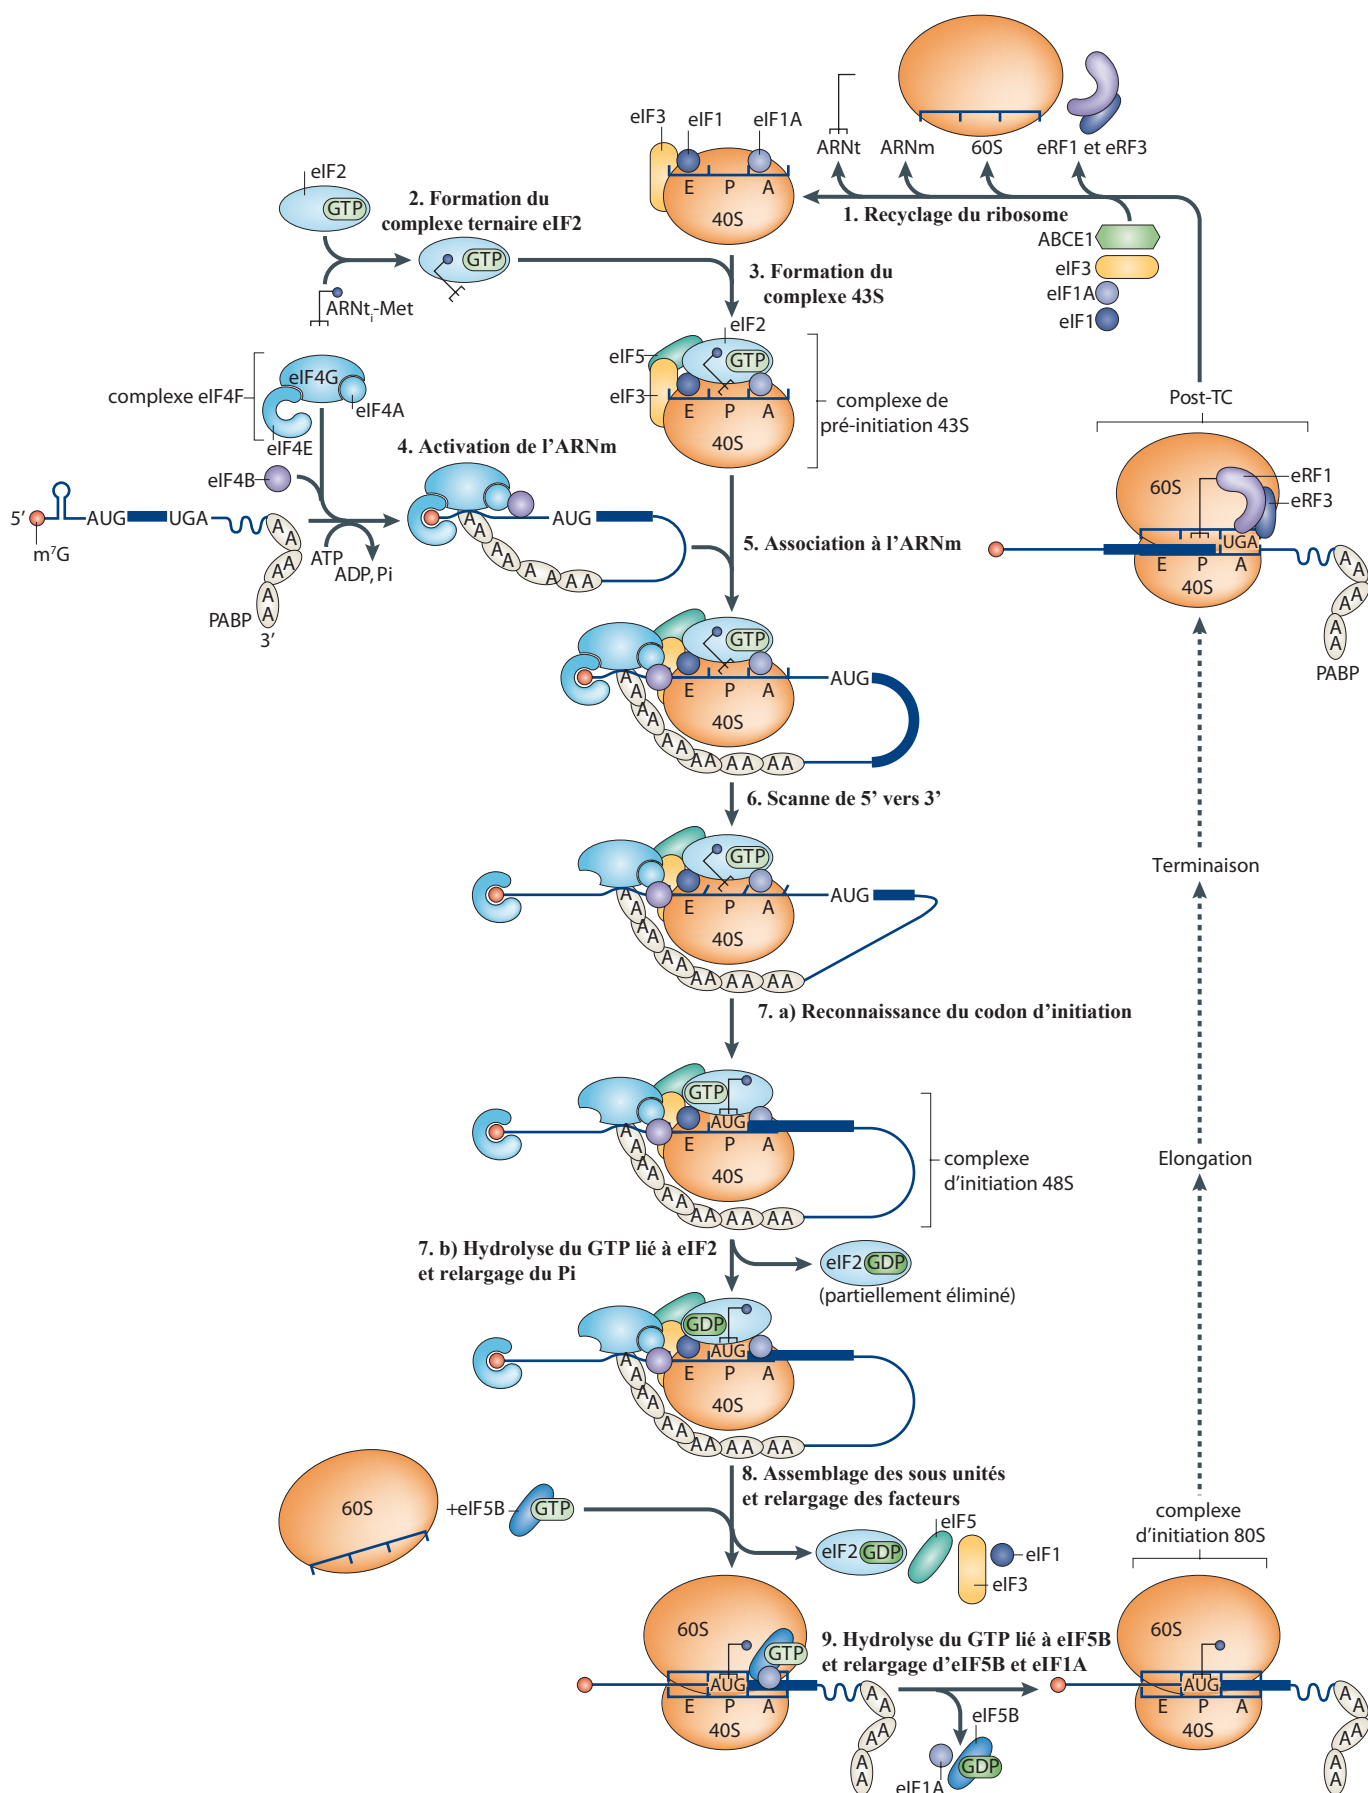 eIF3
eIF1
eIF1A
E P A
40S
ARNt
ARNm
60S
eRF1 et eRF3
1. Recyclage du ribosome
ABCE1
eIF3
eIF1A
eIF1
eIF2
GTP
2. Formation du
complexe ternaire eIF2
GTP
ARNti-Met
3. Formation du
complexe 43S
eIF2
eIF5
GTP
eIF3
E P A
40S
complexe de
pré-initiation 43S
complexe eIF4F
eIF4G
eIF4A
eIF4E
4. Activation de l’ARNm
eIF4B
5’
m7G
AUG
UGA
A
A
A A
A
A
PABP
3’
ATP
ADP, Pi
AUG
A
A
A
A
A
A A
5. Association à l’ARNm
GTP
E P A
40S
AUG
A
A
A A
A A
AA
A A
AA
6. Scanne de 5’ vers 3’
GTP
E P A
40S
AUG
A
A
A A
A A
AA
A A
AA
7. a) Reconnaissance du codon d’initiation
GTP
AUG
E P A
40S
A
A
A A
A A
AA
A A
AA
complexe
d’initiation 48S
7. b) Hydrolyse du GTP lié à eIF2
et relargage du Pi
eIF2 GDP
(partiellement éliminé)
GDP
AUG
E P A
40S
A
A
A A
A A
AA
A A
AA
8. Assemblage des sous unités
et relargage des facteurs
60S
+eIF5B
GTP
eIF2 GDP
eIF5
eIF3
eIF1
60S
GTP
AUG
E P A
40S
A
A
A A
A
A
9. Hydrolyse du GTP lié à eIF5B
et relargage d’eIF5B et eIF1A
eIF5B
GDP
eIF1A
complexe
d’initiation 80S
60S
AUG
E P A
40S
A
A
A A
A
A
Elongation
Terminaison
Post-TC
60S
eRF1
eRF3
UGA
E P A
40S
A
A
A A
A
A
PABP